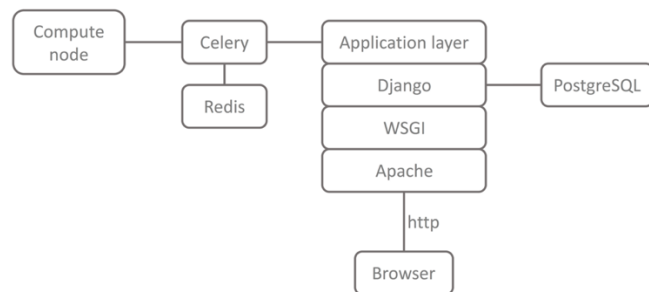 Compute
node
Celery
Application layer
Django
PostgreSQL
Redis
WSGI
Apache
http
Browser